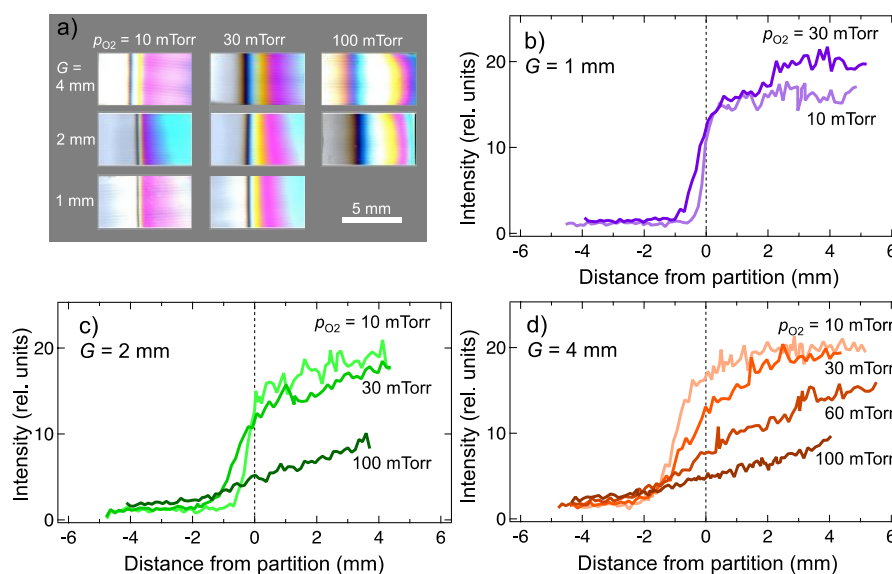 a)
pO2 = 10 mTorr 30 mTorr 100 mTorr
G =
4 mm
2 mm
1 mm
5 mm
b)
G = 1 mm
pO2 = 30 mTorr
10 mTorr
Intensity (rel. units)
20
10
0
-6 -4 -2 0 2 4 6
Distance from partition (mm)
c)
G = 2 mm
pO2 = 10 mTorr
30 mTorr
100 mTorr
Intensity (rel. units)
20
10
0
-6 -4 -2 0 2 4 6
Distance from partition (mm)
d)
G = 4 mm
pO2 = 10 mTorr
30 mTorr
60 mTorr
100 mTorr
Intensity (rel. units)
20
10
0
-6 -4 -2 0 2 4 6
Distance from partition (mm)